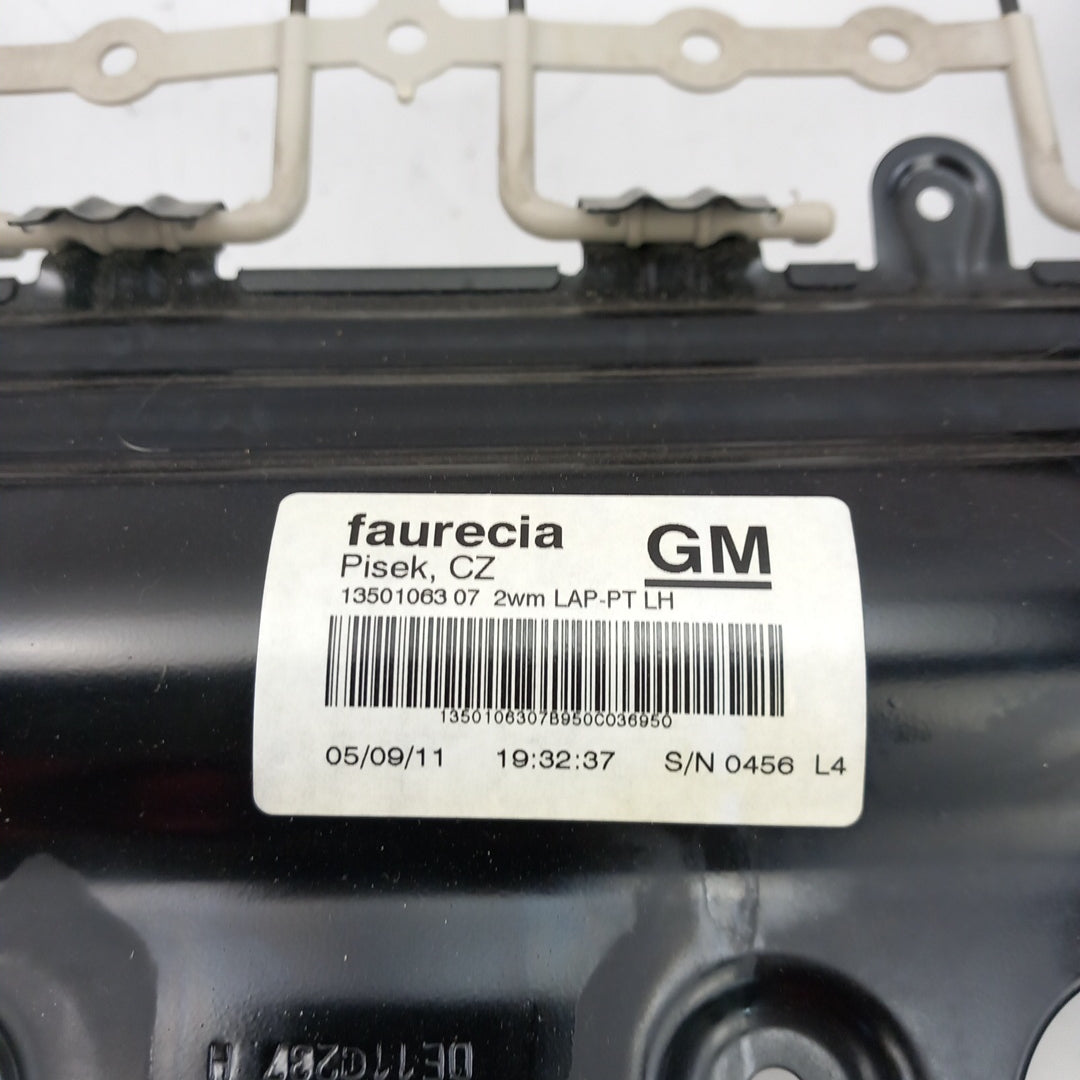 faurecia
GM
Pisek, CZ
13501063 07 2wm LAP-PT LH
1350106307B950C036950
05/09/11 19:32:37 S/N 0456 L4